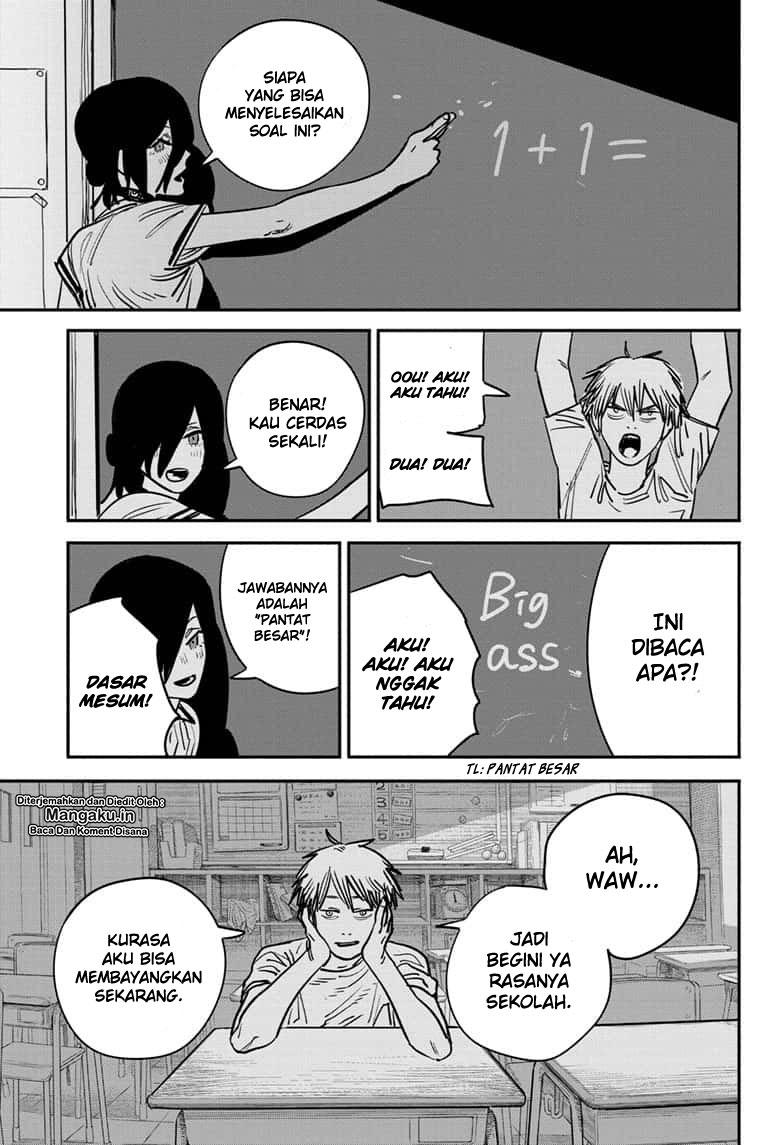 SIAPA
YANG BISA
MENYELESAIKAN
SOAL INI?
1 + 1 =
OOU! AKU!
AKU TAHU!
DUA! DUA!
BENAR!
KAU CERDAS
SEKALI!
INI
DIBACA
APA?!
Big
ass
AKU!
AKU! AKU
NGGAK
TAHU!
TL: PANTAT BESAR
JAWABANNYA
ADALAH
"PANTAT
BESAR"!
DASAR
MESUM!
Diterjemahkan dan Diedit Oleh:
Mangaku.in
Baca Dan Koment Disana
AH,
WAW...
JADI
BEGINI YA
RASANYA
SEKOLAH.
KURASA
AKU BISA
MEMBAYANGKAN
SEKARANG.